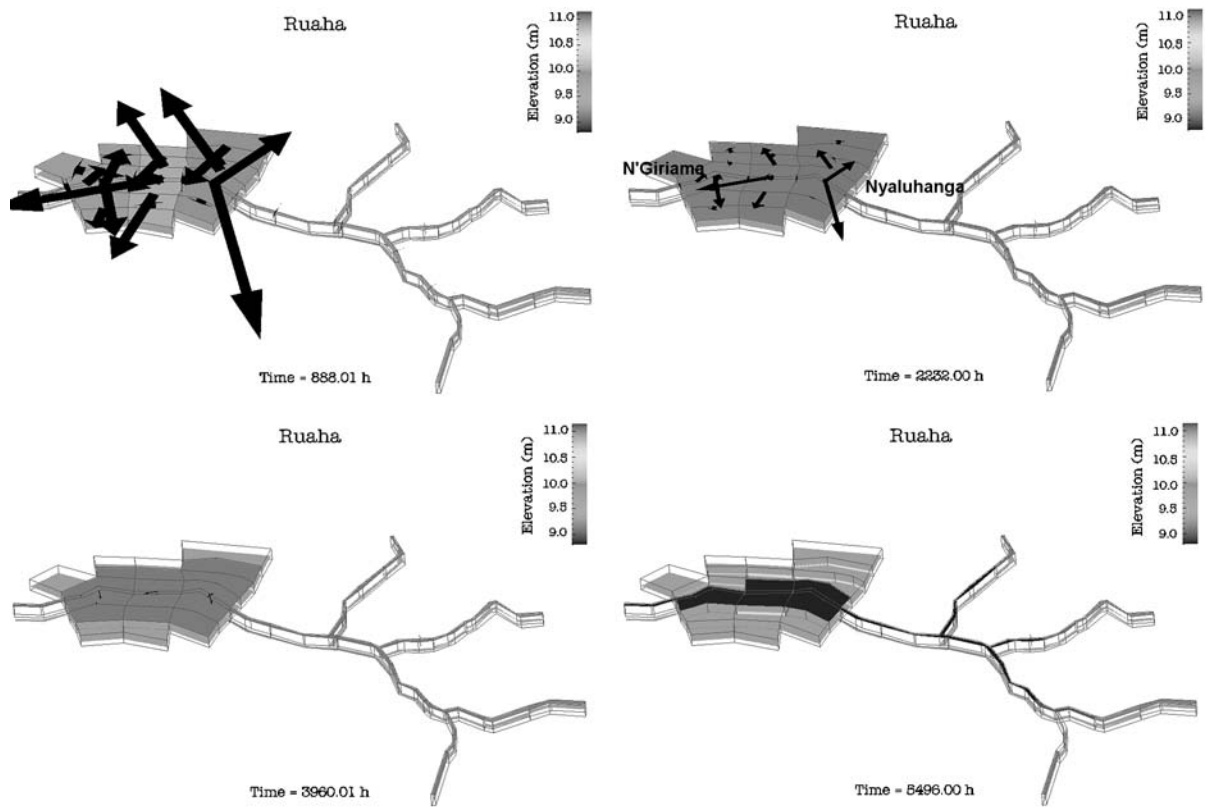 Ruaha
Elevation (m)
11.0
10.5
10.0
9.5
9.0
Time = 888.01 h
Ruaha
Elevation (m)
11.0
10.5
10.0
9.5
9.0
N'Giriama
Nyaluhanga
Time = 2232.00 h
Ruaha
Elevation (m)
11.0
10.5
10.0
9.5
9.0
Time = 3960.01 h
Ruaha
Elevation (m)
11.0
10.5
10.0
9.5
9.0
Time = 5496.00 h